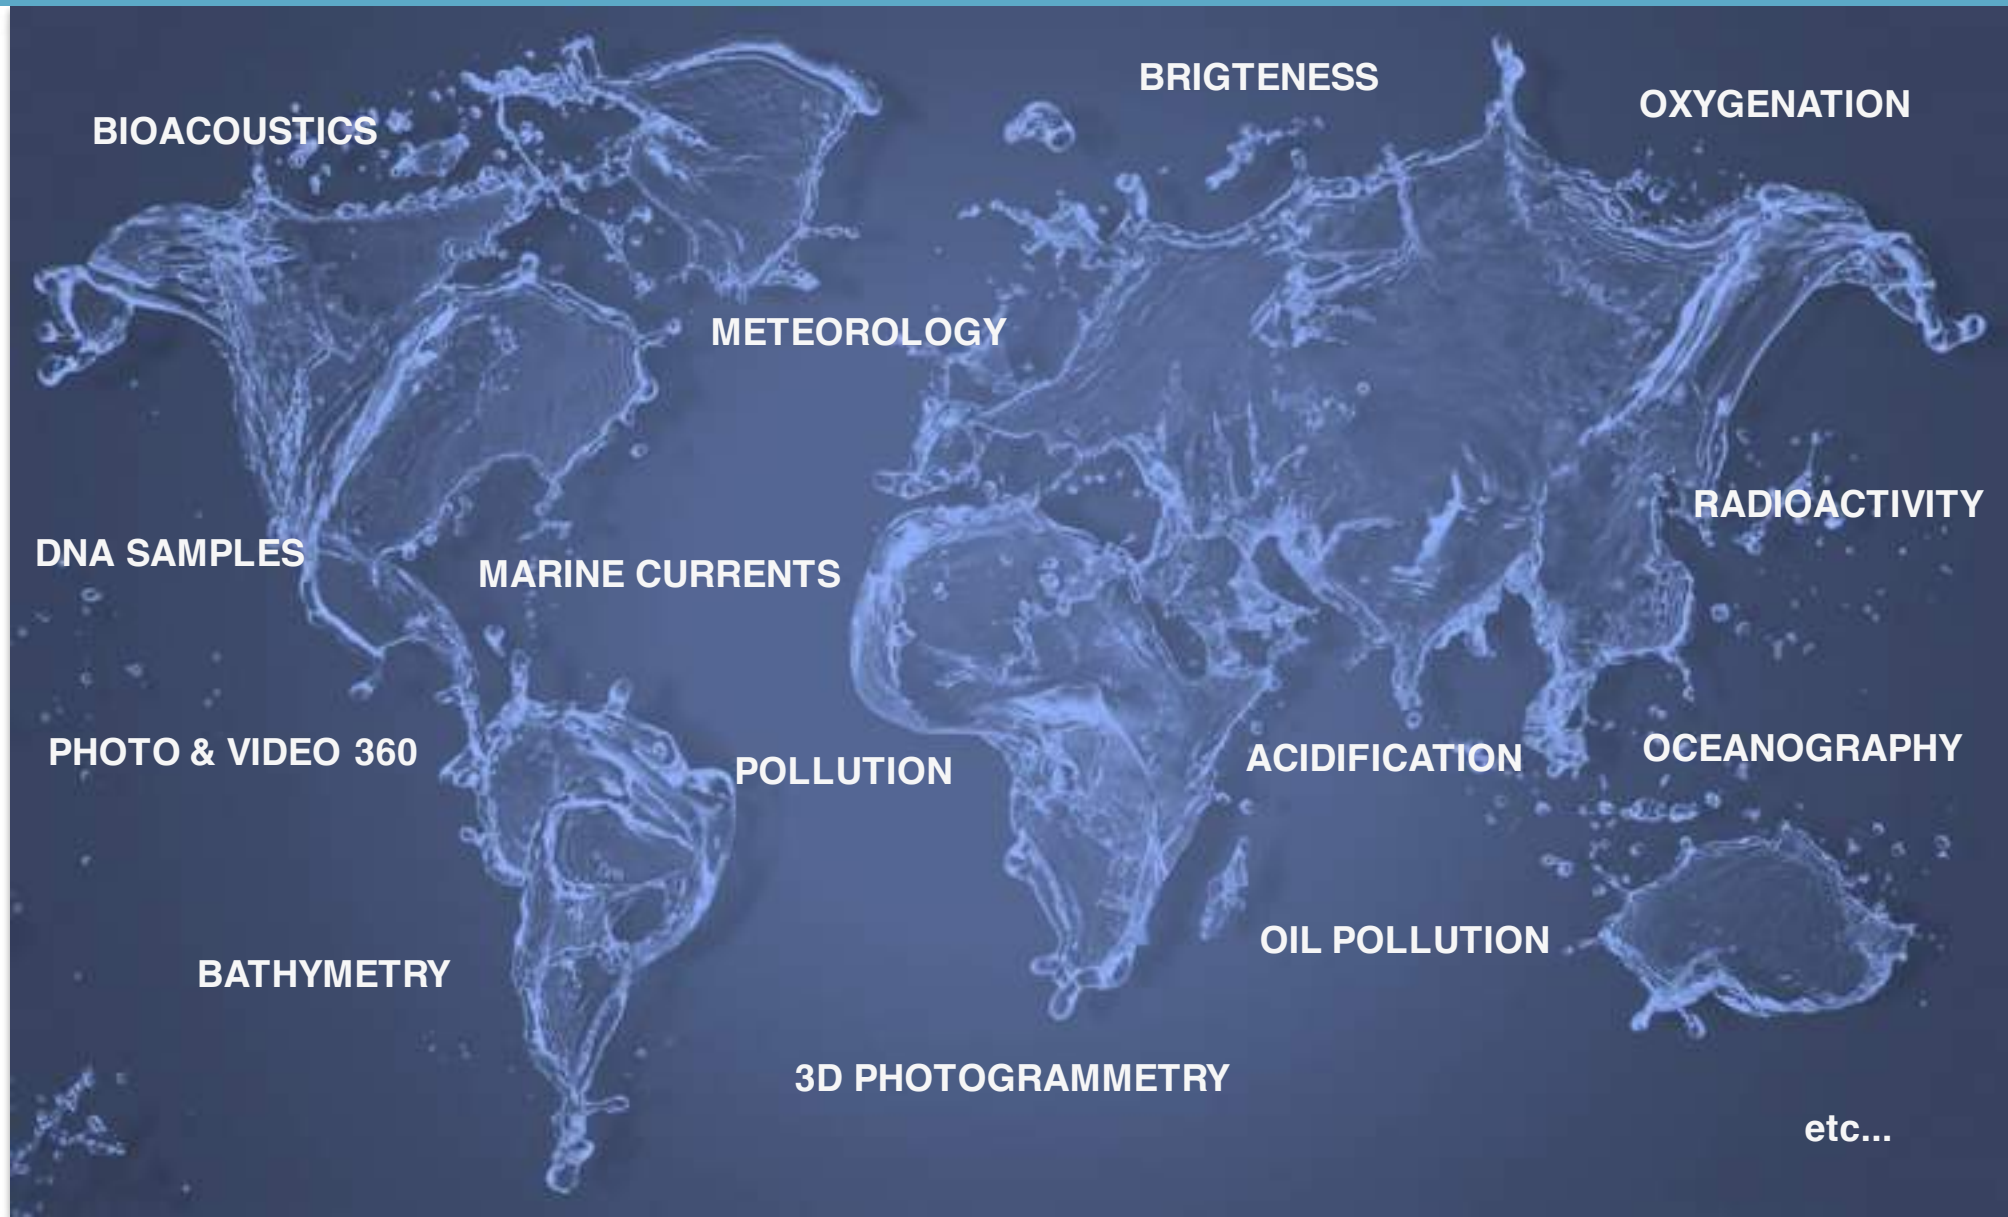 BRIGTENESS
OXYGENATION
BIOACOUSTICS
METEOROLOGY
RADIOACTIVITY
DNA SAMPLES
MARINE CURRENTS
PHOTO & VIDEO 360
POLLUTION
ACIDIFICATION
OCEANOGRAPHY
OIL POLLUTION
BATHYMETRY
3D PHOTOGRAMMETRY
etc...